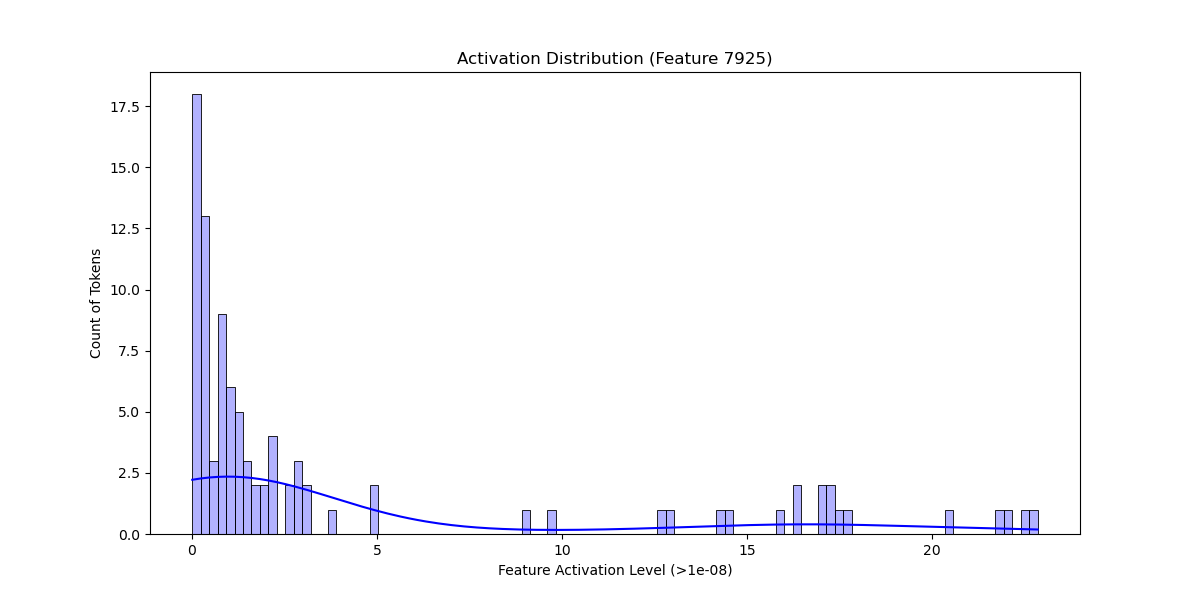 Activation Distribution (Feature 7925)
Count of Tokens
17.5
15.0
12.5
10.0
7.5
5.0
2.5
0.0
0 5 10 15 20
Feature Activation Level (>1e-08)